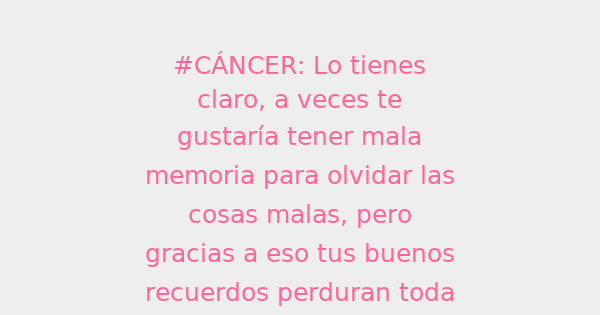 #CÁNCER: Lo tienes
claro, a veces te
gustaría tener mala
memoria para olvidar las
cosas malas, pero
gracias a eso tus buenos
recuerdos perduran toda